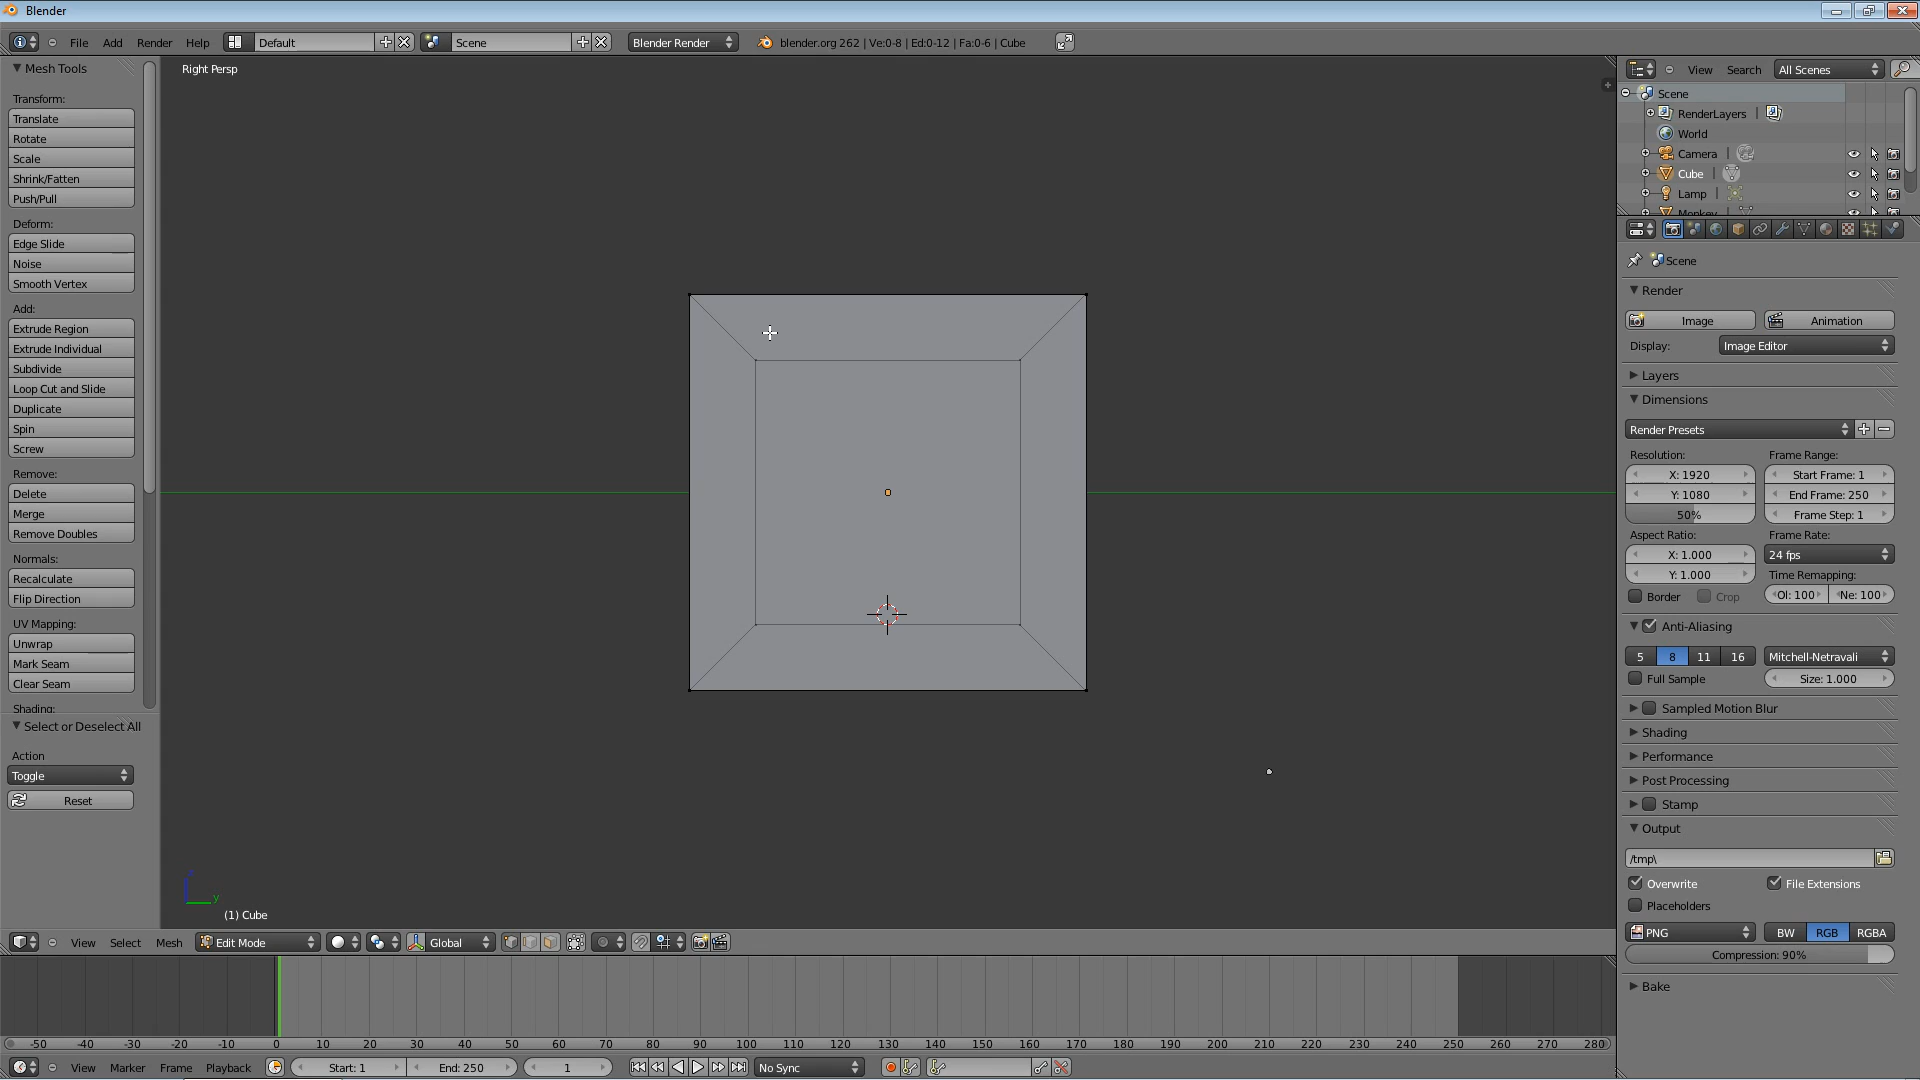 Blender
File Add Render Help Default Scene Blender Render blender.org 262 | Ve:0-8 | Ed:0-12 | Fa:0-6 | Cube
Mesh Tools
Transform:
Translate
Rotate
Scale
Shrink/Fatten
Push/Pull
Deform:
Edge Slide
Noise
Smooth Vertex
Add:
Extrude Region
Extrude Individual
Subdivide
Loop Cut and Slide
Duplicate
Spin
Screw
Remove:
Delete
Merge
Remove Doubles
Normals:
Recalculate
Flip Direction
UV Mapping:
Unwrap
Mark Seam
Clear Seam
Shading:
Select or Deselect All
Action
Toggle
Reset
Right Persp
y
(1) Cube
View Select Mesh Edit Mode Global
-50 -40 -30 -20 -10 0 10 20 30 40 50 60 70 80 90 100 110 120 130 140 150 160 170 180 190 200 210 220 230 240 250 260 270 280
View Marker Frame Playback Start: 1 End: 250 1 No Sync
View Search All Scenes
Scene
RenderLayers |
World
Camera |
Cube |
Lamp |
Monkey |
Scene
Render
Image Animation
Display: Image Editor
Layers
Dimensions
Render Presets
Resolution: Frame Range:
X: 1920 Start Frame: 1
Y: 1080 End Frame: 250
50% Frame Step: 1
Aspect Ratio: Frame Rate:
X: 1.000 24 fps
Y: 1.000 Time Remapping:
Border Crop Ol: 100 Ne: 100
Anti-Aliasing
5 8 11 16 Mitchell-Netravali
Full Sample Size: 1.000
Sampled Motion Blur
Shading
Performance
Post Processing
Stamp
Output
/tmp\
Overwrite File Extensions
Placeholders
PNG BW RGB RGBA
Compression: 90%
Bake